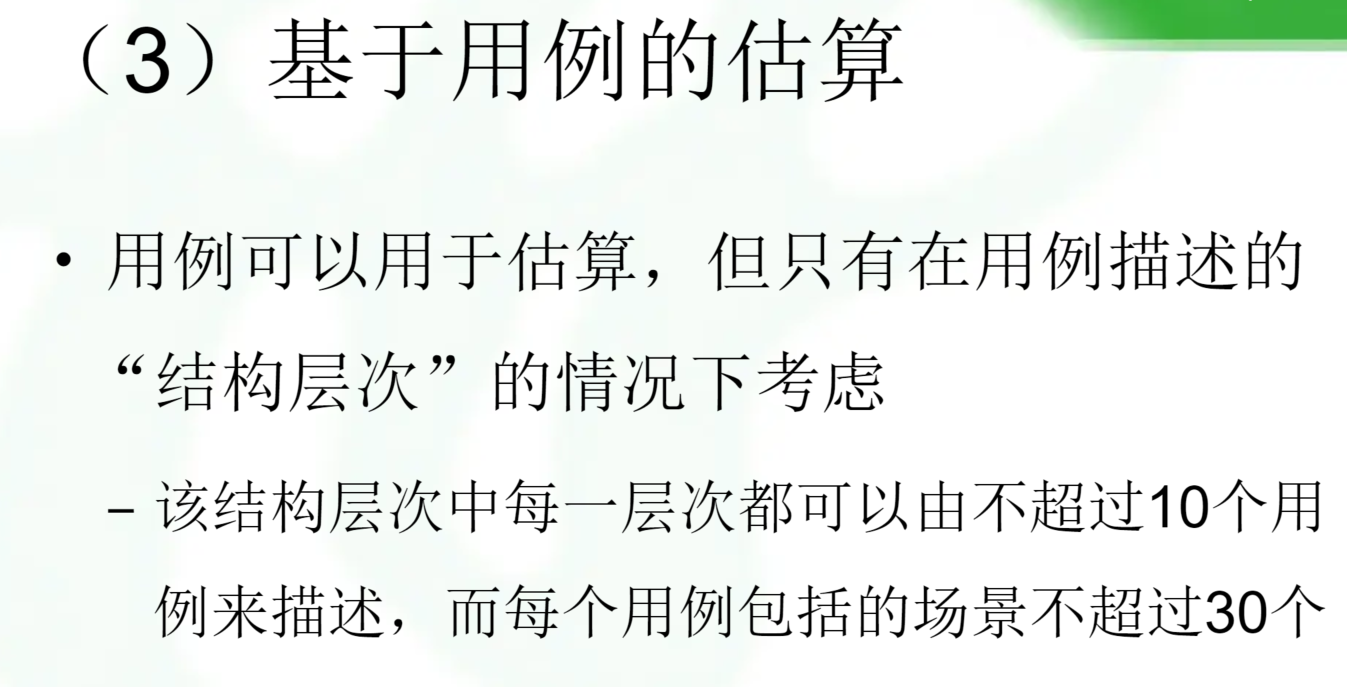 （3）基于用例的估算
• 用例可以用于估算，但只有在用例描述的
“结构层次”的情况下考虑
– 该结构层次中每一层次都可以由不超过10个用
例来描述，而每个用例包括的场景不超过30个